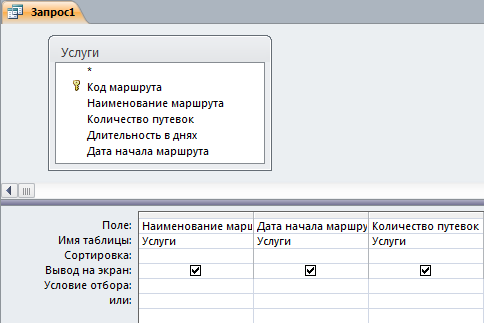 Запрос1
Услуги
*
Код маршрута
Наименование маршрута
Количество путевок
Длительность в днях
Дата начала маршрута
Поле: Наименование марш Дата начала маршру Количество путевок
Имя таблицы: Услуги Услуги Услуги
Сортировка:
Вывод на экран:
Условие отбора:
или: